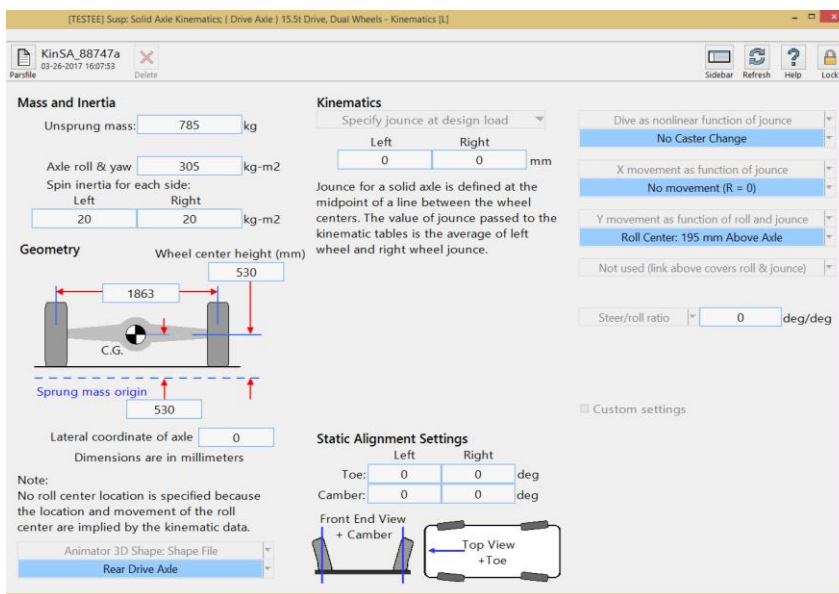 [TESTEE] Susp: Solid Axle Kinematics; ( Drive Axle ) 15.5t Drive, Dual Wheels - Kinematics [L]
KinSA_88747a
03-26-2017 16:07:53
Parsfile
Delete
Sidebar Refresh Help Lock
Mass and Inertia
Unsprung mass: 785 kg
Axle roll & yaw 305 kg-m2
Spin inertia for each side:
Left Right
20 20 kg-m2
Geometry
Wheel center height (mm)
530
1863
C.G.
Sprung mass origin
530
Lateral coordinate of axle 0
Dimensions are in millimeters
Note:
No roll center location is specified because
the location and movement of the roll
center are implied by the kinematic data.
Animator 3D Shape: Shape File
Rear Drive Axle
Kinematics
Specify jounce at design load
Left Right
0 0 mm
Jounce for a solid axle is defined at the
midpoint of a line between the wheel
centers. The value of jounce passed to the
kinematic tables is the average of left
wheel and right wheel jounce.
Static Alignment Settings
Left Right
Toe: 0 0 deg
Camber: 0 0 deg
Front End View
+ Camber
Top View
+Toe
Dive as nonlinear function of jounce
No Caster Change
X movement as function of jounce
No movement (R = 0)
Y movement as function of roll and jounce
Roll Center: 195 mm Above Axle
Not used (link above covers roll & jounce)
Steer/roll ratio 0 deg/deg
Custom settings